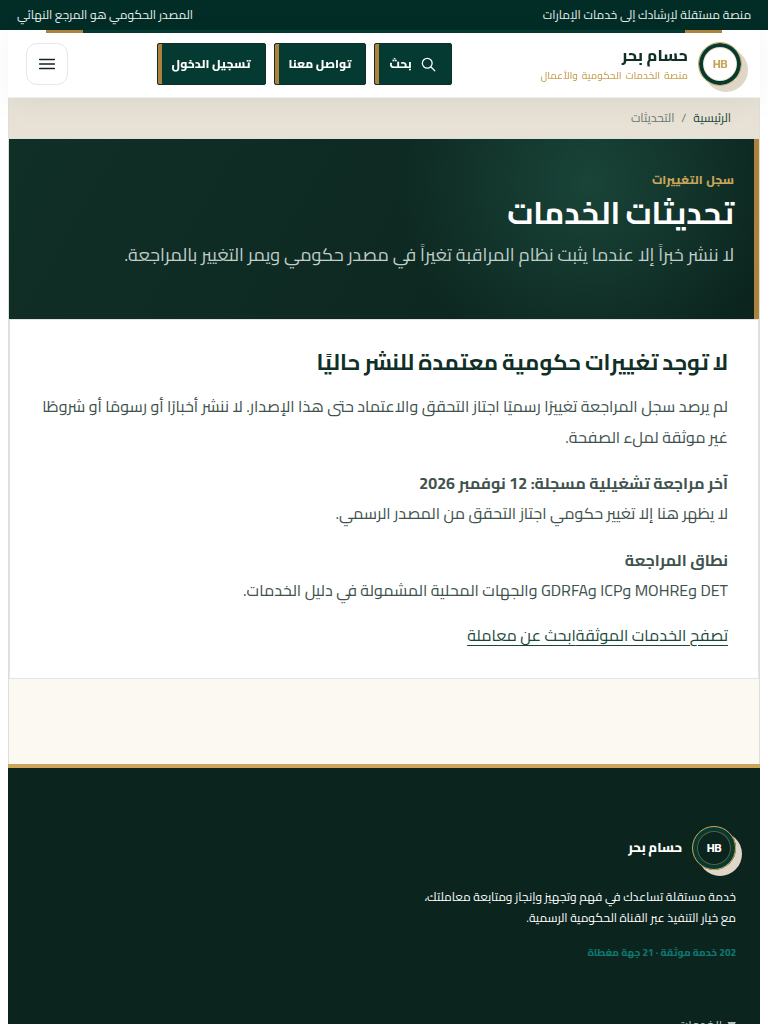 منصة مستقلة لإرشادك إلى خدمات الإمارات
المصدر الحكومي هو المرجع النهائي
HB
حسام بحر
منصة الخدمات الحكومية والأعمال
بحث
تواصل معنا
تسجيل الدخول
الرئيسية / التحديثات
سجل التغييرات
تحديثات الخدمات
لا ننشر خبراً إلا عندما يثبت نظام المراقبة تغيراً في مصدر حكومي ويمر التغيير بالمراجعة.
لا توجد تغييرات حكومية معتمدة للنشر حاليًا
لم يرصد سجل المراجعة تغييرًا رسميًا اجتاز التحقق والاعتماد حتى هذا الإصدار. لا ننشر أخبارًا أو رسومًا أو شروطًا
غير موثقة لملء الصفحة.
آخر مراجعة تشغيلية مسجلة: 12 نوفمبر 2026
لا يظهر هنا إلا تغيير حكومي اجتاز التحقق من المصدر الرسمي.
نطاق المراجعة
DET وMOHRE وICP وGDRFA والجهات المحلية المشمولة في دليل الخدمات.
تصفح الخدمات الموثقةابحث عن معاملة
HB
حسام بحر
خدمة مستقلة تساعدك في فهم وتجهيز وإنجاز ومتابعة معاملتك،
مع خيار التنفيذ عبر القناة الحكومية الرسمية.
202 خدمة موثقة · 21 جهة مغطاة